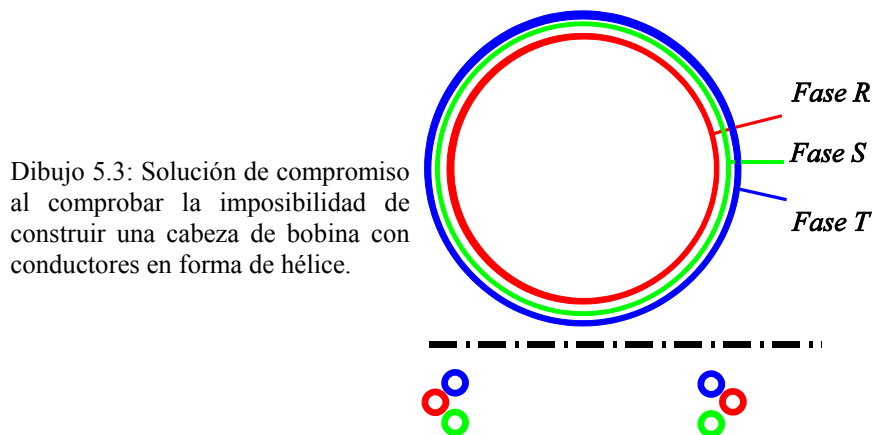 Dibujo 5.3: Solución de compromiso
al comprobar la imposibilidad de
construir una cabeza de bobina con
conductores en forma de hélice.
Fase R
Fase S
Fase T